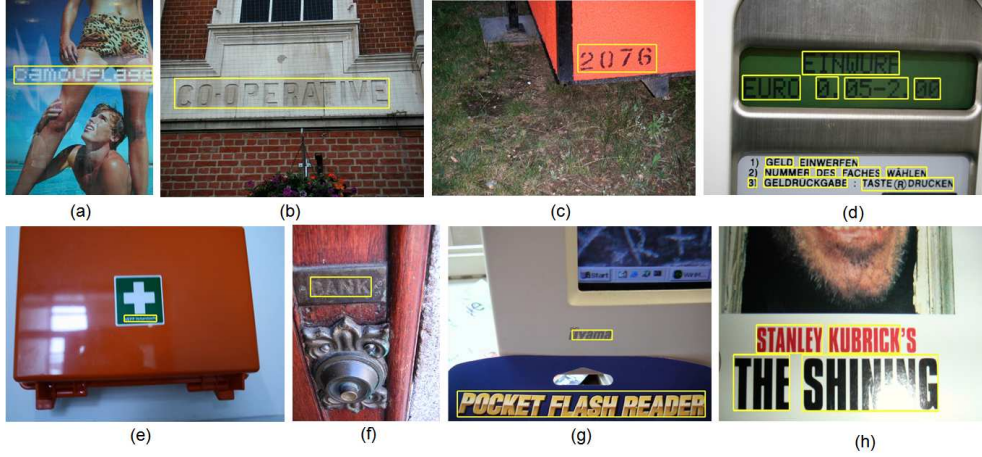 camouflage
CO-OPERATIVE
2076
EINWURF
EURO 0.05-2.00
1) GELD EINWERFEN
2) NUMMER DES FACHES WÄHLEN
3) GELDRÜCKGABE : TASTE (R) DRÜCKEN
(a)
(b)
(c)
(d)
BANK
Start
iiyama
POCKET FLASH READER
STANLEY KUBRICK'S
THE SHINING
(e)
(f)
(g)
(h)